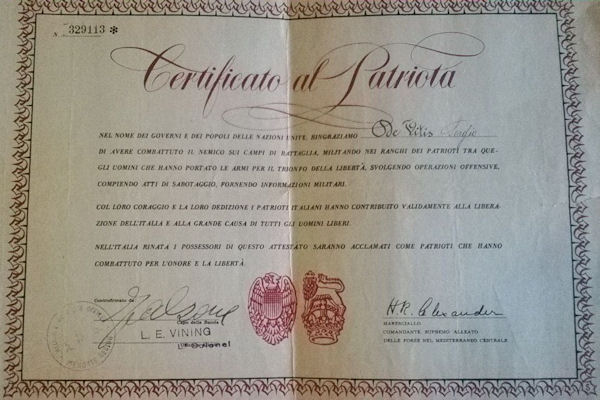 N. 329113 *
Certificato al Patriota
NEL NOME DEI GOVERNI E DEI POPOLI DELLE NAZIONI UNITE, RINGRAZIAMO De Titis Sergio
DI AVERE COMBATTUTO IL NEMICO SUI CAMPI DI BATTAGLIA, MILITANDO NEI RANGHI DEI PATRIOTI TRA QUE-
GLI UOMINI CHE HANNO PORTATO LE ARMI PER IL TRIONFO DELLA LIBERTÀ, SVOLGENDO OPERAZIONI OFFENSIVE,
COMPIENDO ATTI DI SABOTAGGIO, FORNENDO INFORMAZIONI MILITARI.
COL LORO CORAGGIO E LA LORO DEDIZIONE I PATRIOTI ITALIANI HANNO CONTRIBUITO VALIDAMENTE ALLA LIBERA-
ZIONE DELL'ITALIA E ALLA GRANDE CAUSA DI TUTTI GLI UOMINI LIBERI.
NELL'ITALIA RINATA I POSSESSORI DI QUESTO ATTESTATO SARANNO ACCLAMATI COME PATRIOTI CHE HANNO
COMBATTUTO PER L'ONORE E LA LIBERTÀ.
Controfirmato da
L. E. VINING
Lt Colonel
H.R. Alexander
MARESCIALLO
COMANDANTE SUPREMO ALLEATO
DELLE FORZE NEL MEDITERRANEO CENTRALE